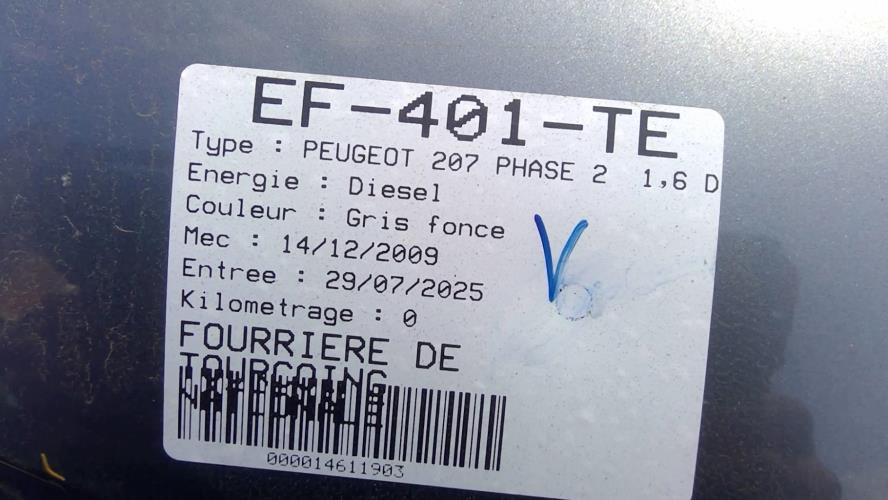 EF-401-TE
Type : PEUGEOT 207 PHASE 2 1,6 D
Energie : Diesel
Couleur : Gris fonce
Mec : 14/12/2009
Entree : 29/07/2025
Kilometrage : 0
FOURRIERE DE
TOURCOING
000014611903
V